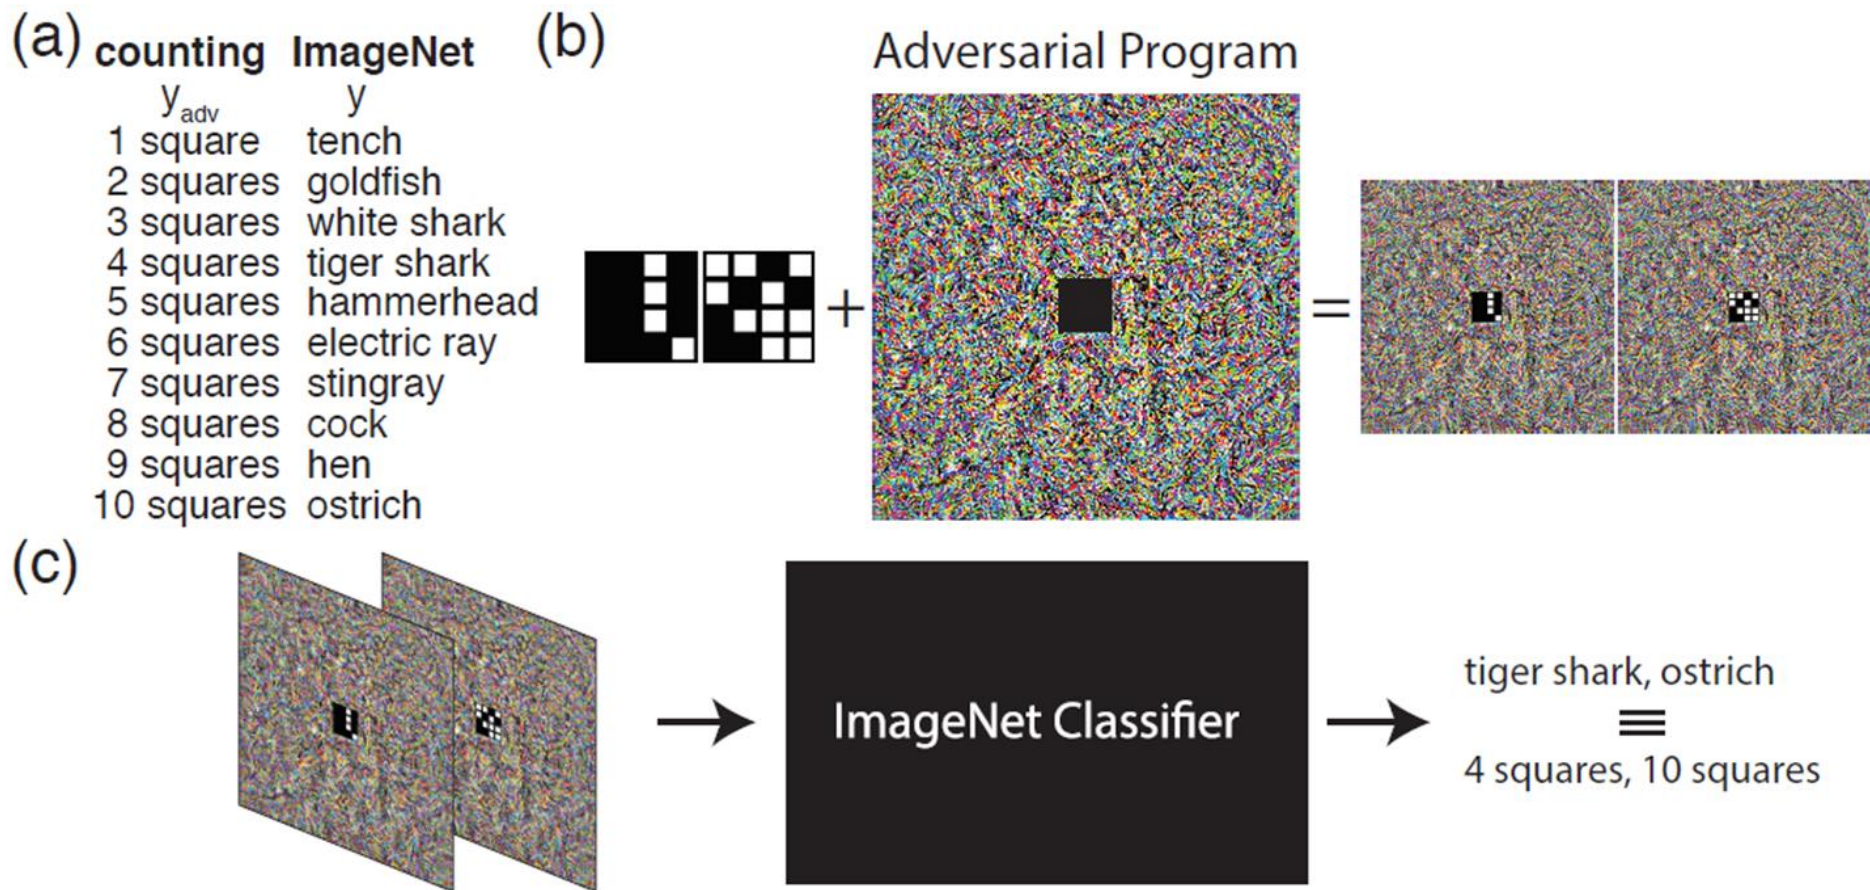 (a) counting ImageNet
y_adv y
1 square tench
2 squares goldfish
3 squares white shark
4 squares tiger shark
5 squares hammerhead
6 squares electric ray
7 squares stingray
8 squares cock
9 squares hen
10 squares ostrich
(b)
Adversarial Program
+ =
(c)
ImageNet Classifier
tiger shark, ostrich
≡
4 squares, 10 squares